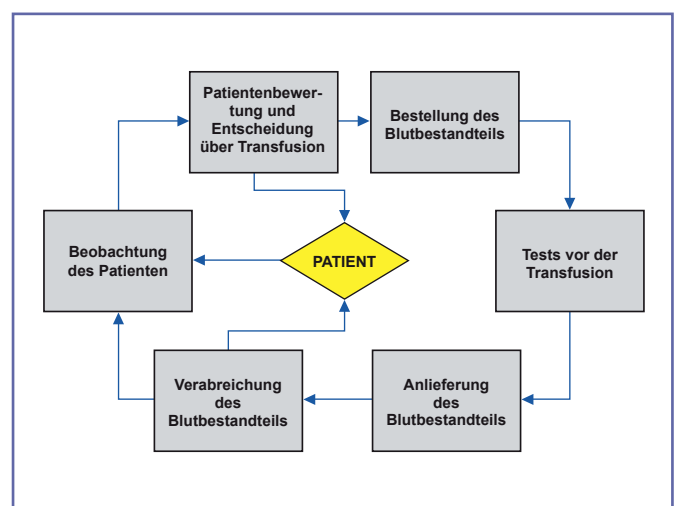 Patientenbewer-
tung und
Entscheidung
über Transfusion
Bestellung des
Blutbestandteils
Beobachtung
des Patienten
PATIENT
Tests vor der
Transfusion
Verabreichung
des
Blutbestandteils
Anlieferung
des
Blutbestandteils